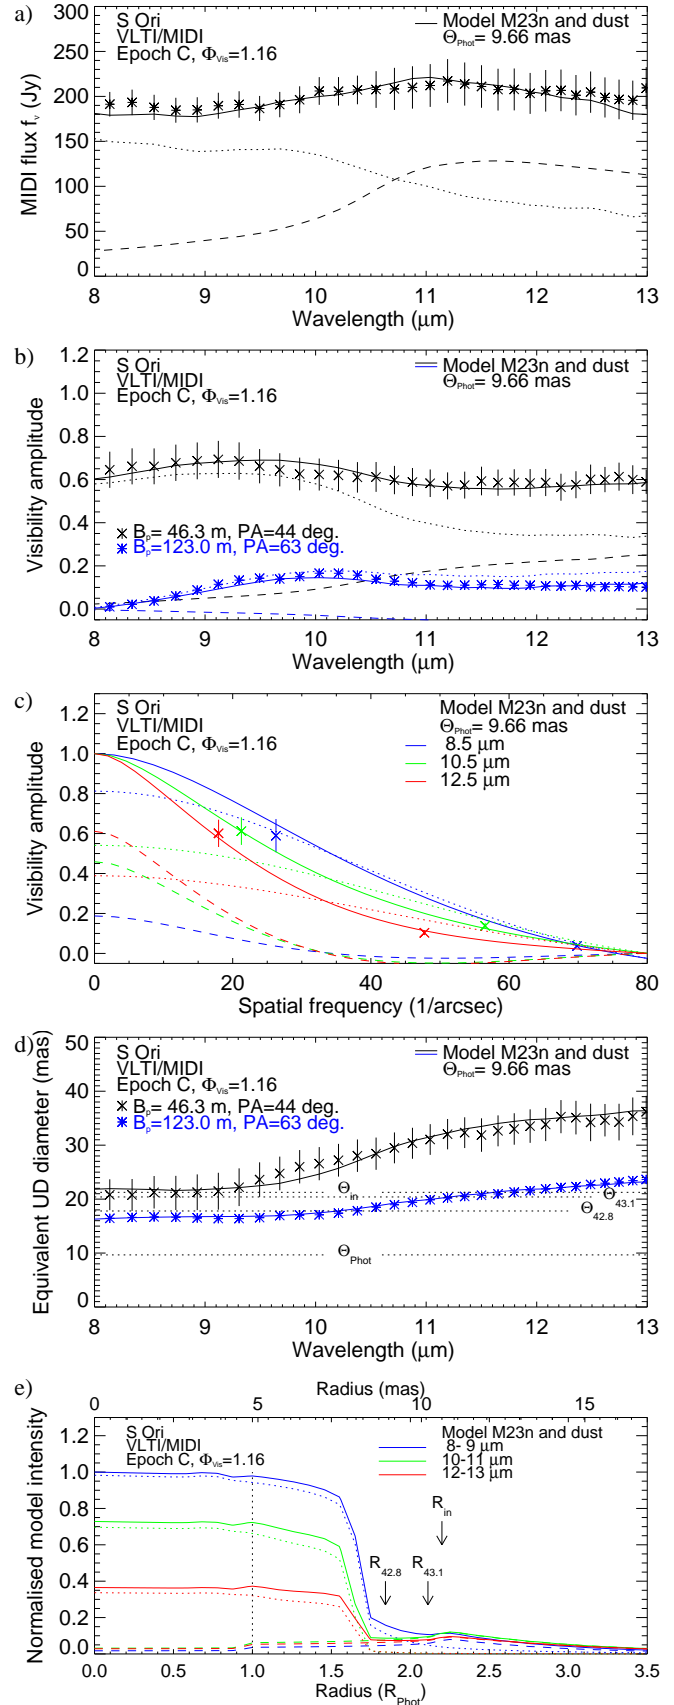 a)
S Ori
VLTI/MIDI
Epoch C, Φ_Vis=1.16
Model M23n and dust
Θ_Phot= 9.66 mas
MIDI flux f_ν (Jy)
300
250
200
150
100
50
0
8 9 10 11 12 13
Wavelength (μm)
b)
S Ori
VLTI/MIDI
Epoch C, Φ_Vis=1.16
Model M23n and dust
Θ_Phot= 9.66 mas
B_p= 46.3 m, PA=44 deg.
B_p=123.0 m, PA=63 deg.
Visibility amplitude
1.2
1.0
0.8
0.6
0.4
0.2
0.0
8 9 10 11 12 13
Wavelength (μm)
c)
S Ori
VLTI/MIDI
Epoch C, Φ_Vis=1.16
Model M23n and dust
Θ_Phot= 9.66 mas
8.5 μm
10.5 μm
12.5 μm
Visibility amplitude
1.2
1.0
0.8
0.6
0.4
0.2
0.0
0 20 40 60 80
Spatial frequency (1/arcsec)
d)
S Ori
VLTI/MIDI
Epoch C, Φ_Vis=1.16
Model M23n and dust
Θ_Phot= 9.66 mas
B_p= 46.3 m, PA=44 deg.
B_p=123.0 m, PA=63 deg.
Equivalent UD diameter (mas)
50
40
30
20
10
0
Θ_in
Θ_43.1
Θ_42.8
Θ_Phot
8 9 10 11 12 13
Wavelength (μm)
e)
Radius (mas)
0 5 10 15
S Ori
VLTI/MIDI
Epoch C, Φ_Vis=1.16
Model M23n and dust
8- 9 μm
10-11 μm
12-13 μm
Normalised model intensity
1.2
1.0
0.8
0.6
0.4
0.2
0.0
R_in
R_42.8
R_43.1
0.0 0.5 1.0 1.5 2.0 2.5 3.0 3.5
Radius (R_Phot)